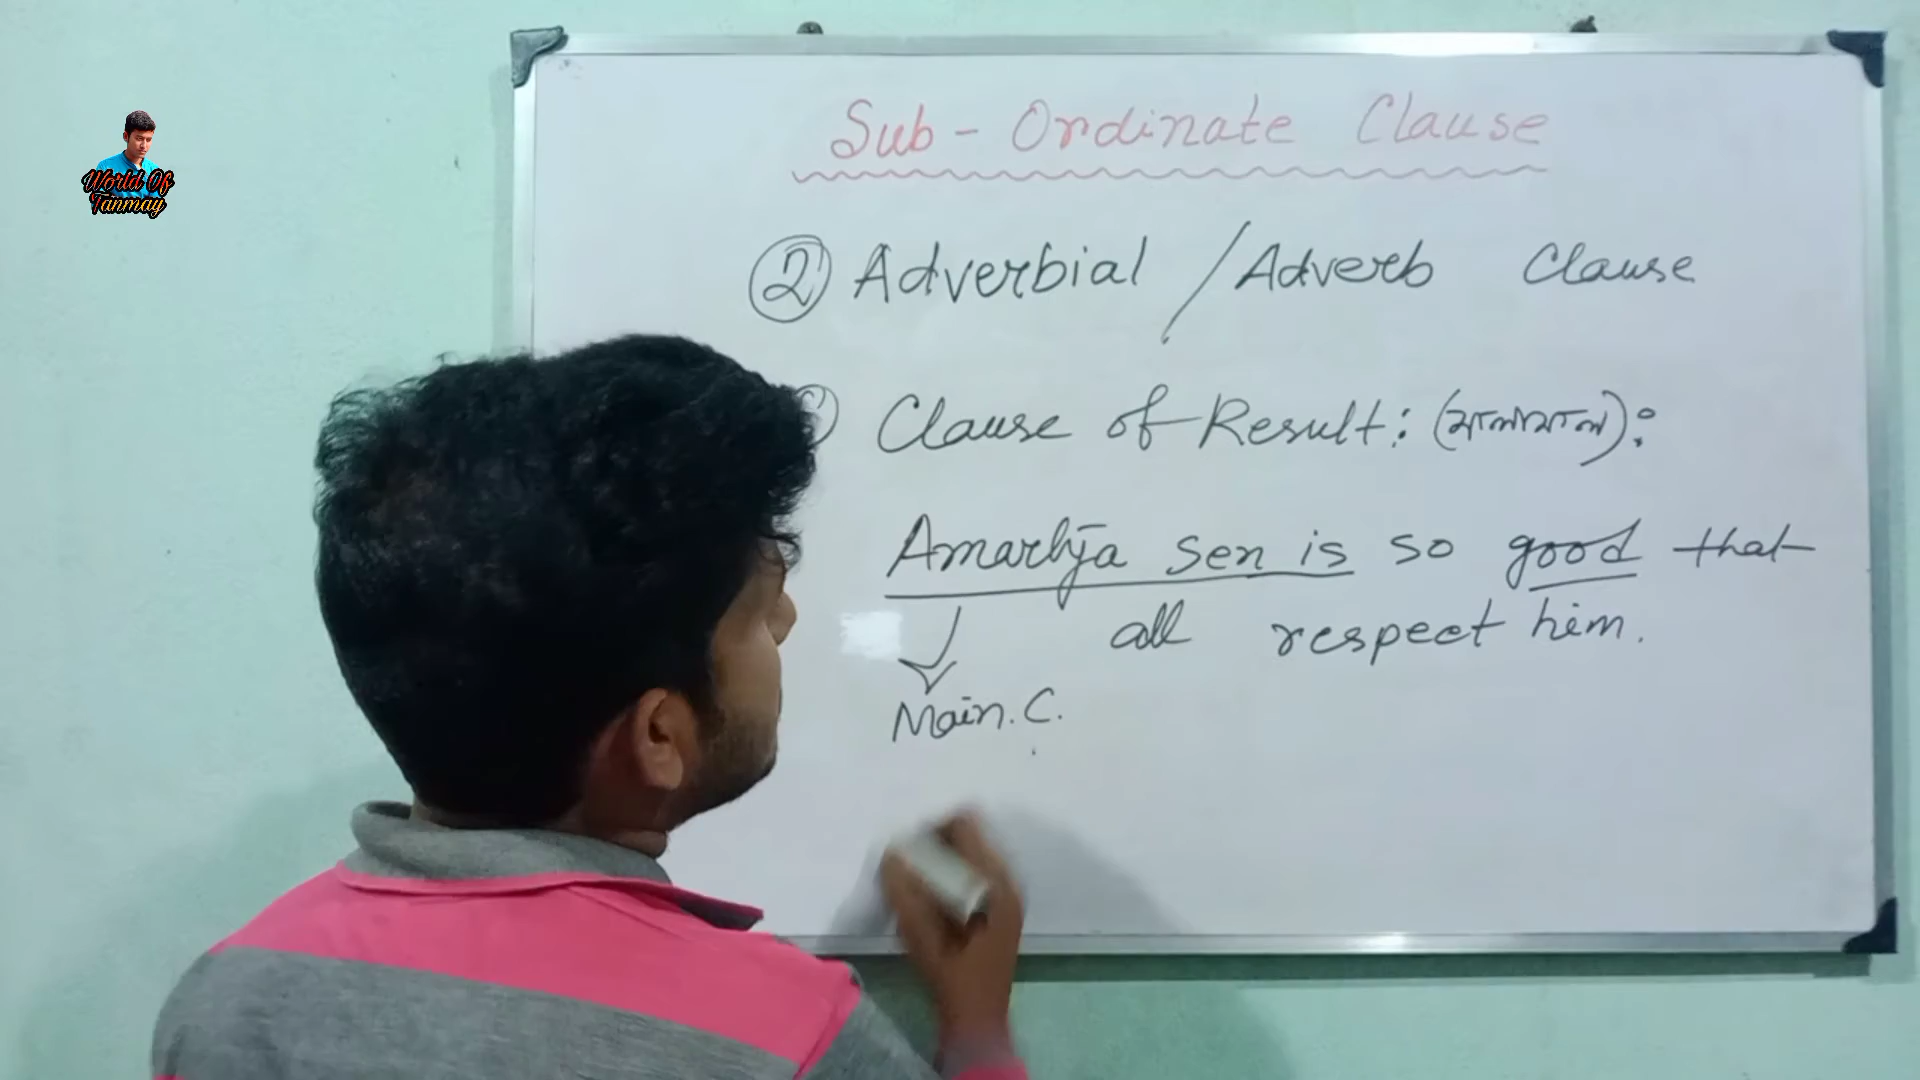 World Of
Tanmay
Sub - Ordinate Clause
② Adverbial / Adverb Clause
Clause of Result: (ফলাফল):
Amartya Sen is so good that
all respect him.
Main. C.